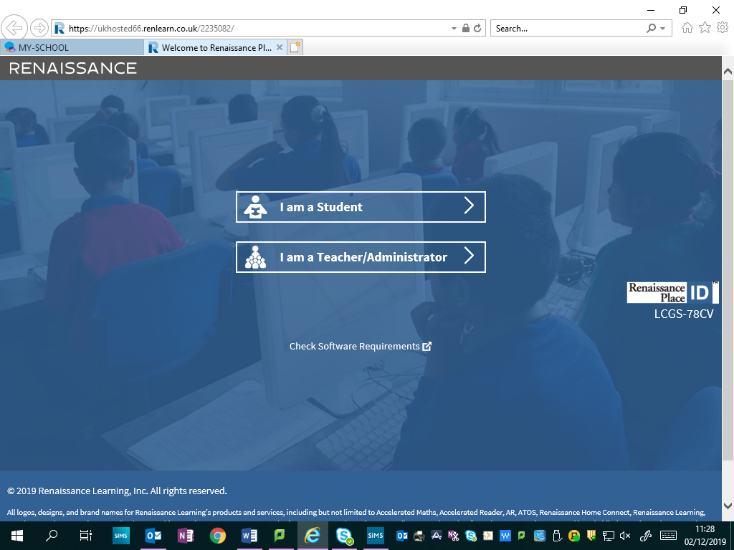 https://ukhosted66.renlearn.co.uk/2235082/
Search...
MY-SCHOOL
Welcome to Renaissance Pl...
RENAISSANCE
I am a Student
I am a Teacher/Administrator
Renaissance
Place ID
LCGS-78CV
Check Software Requirements
© 2019 Renaissance Learning, Inc. All rights reserved.
All logos, designs, and brand names for Renaissance Learning's products and services, including but not limited to Accelerated Maths, Accelerated Reader, AR, ATOS, Renaissance Home Connect, Renaissance Learning,
SIMS
SIMS
11:28
02/12/2019